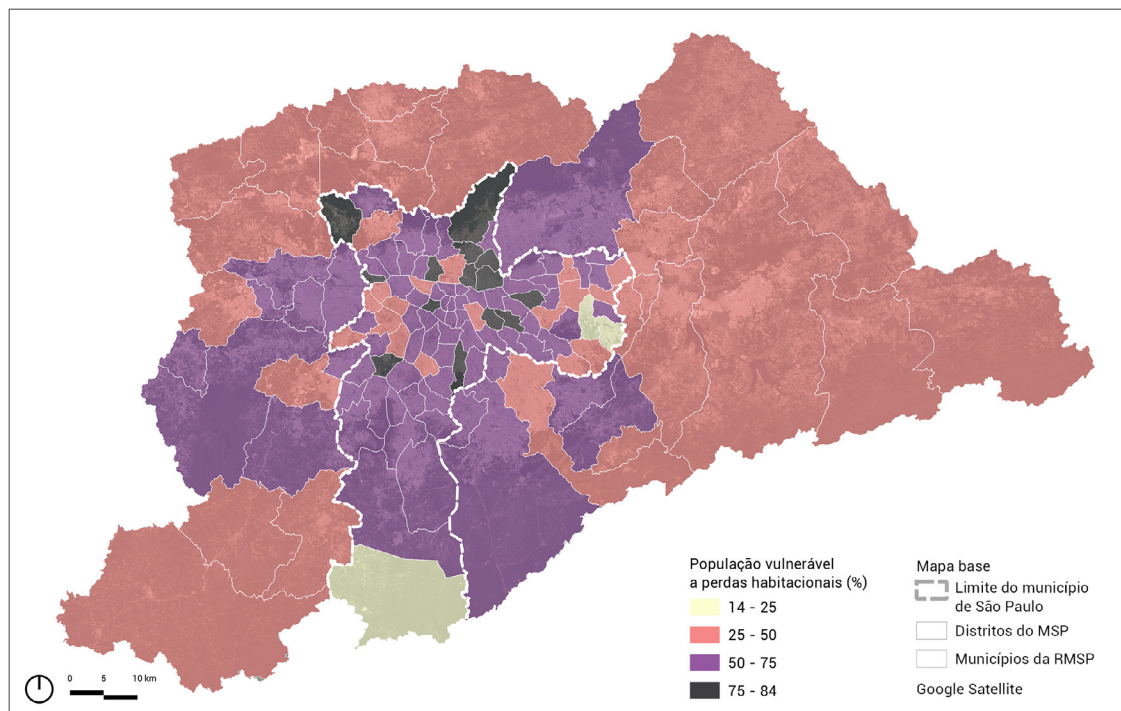 População vulnerável
a perdas habitacionais (%)
14 - 25
25 - 50
50 - 75
75 - 84
Mapa base
Limite do município
de São Paulo
Distritos do MSP
Municípios da RMSP
Google Satellite
0 5 10 km